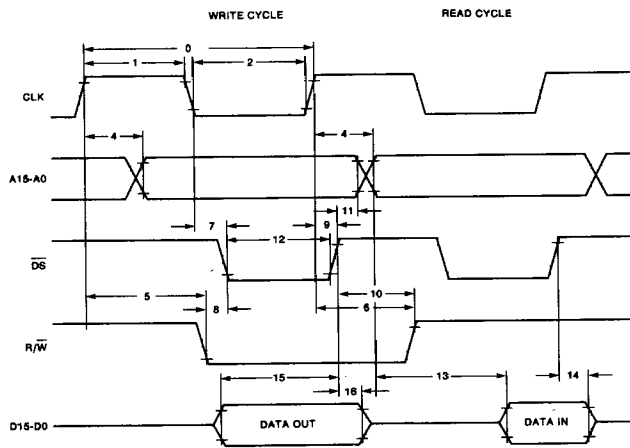 WRITE CYCLE READ CYCLE
0
1 2
CLK
4 4
A15-A0
11
7 12 9
DS
10
5 8 6
R/W
15 13 14
16
D15-D0 DATA OUT DATA IN